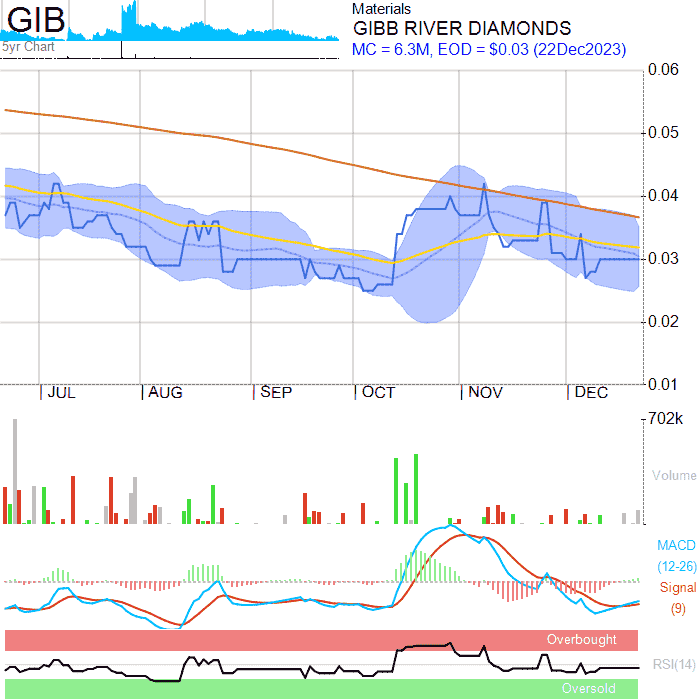 GIB
5yr Chart
Materials
GIBB RIVER DIAMONDS
MC = 6.3M, EOD = $0.03 (22Dec2023)
0.06
0.05
0.04
0.03
0.02
0.01
JUL AUG SEP OCT NOV DEC
702k
Volume
MACD
(12-26)
Signal
(9)
Overbought
RSI(14)
Oversold